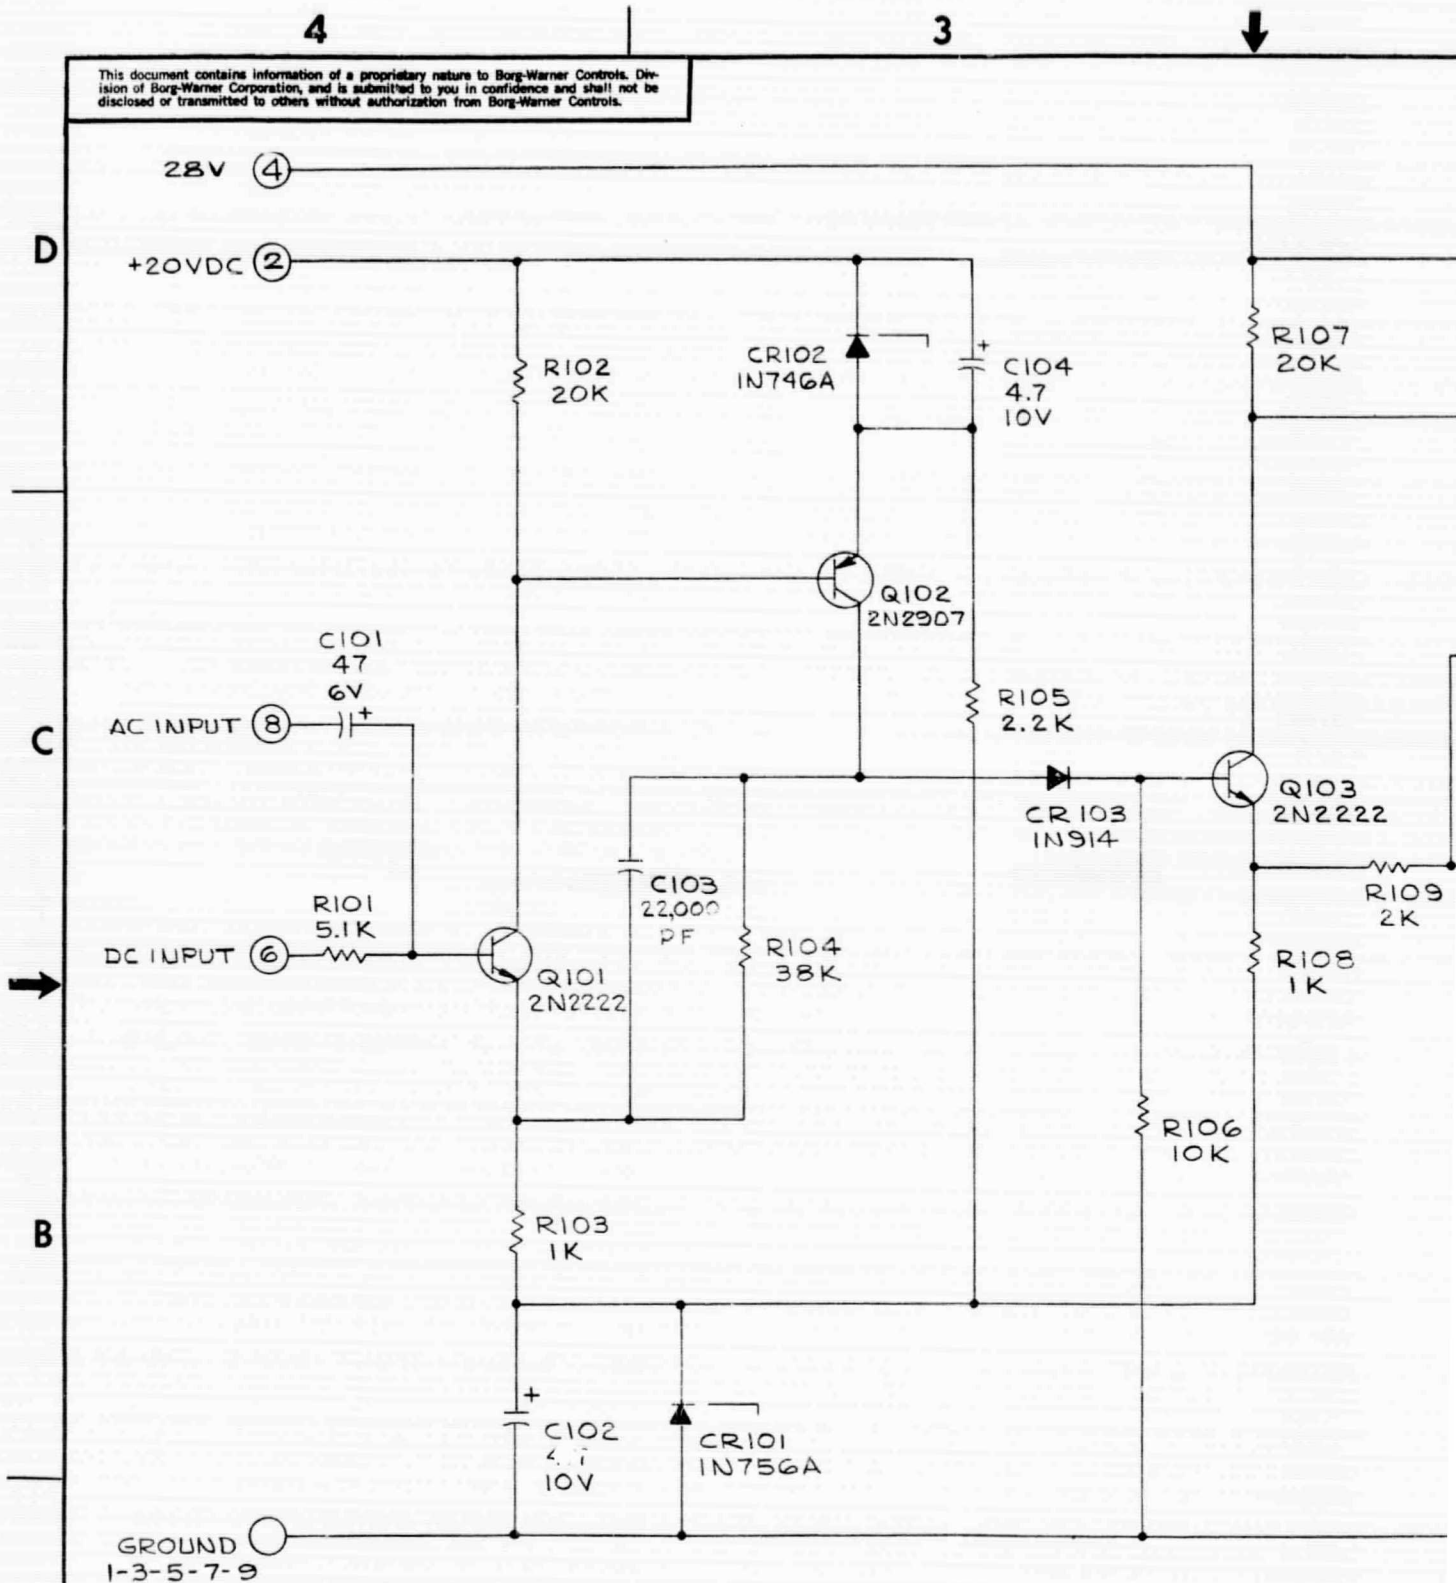 4
3
This document contains information of a proprietary nature to Borg-Warner Controls. Div-
ision of Borg-Warner Corporation, and is submitted to you in confidence and shall not be
disclosed or transmitted to others without authorization from Borg-Warner Controls.
28V 4
D
+20VDC 2
R102
20K
CR102
1N746A
+
C104
4.7
10V
R107
20K
Q102
2N2907
C101
47
6V
+
AC INPUT 8
C
R105
2.2K
CR103
1N914
Q103
2N2222
C103
22,000
PF
R109
2K
R101
5.1K
DC INPUT 6
Q101
2N2222
R104
38K
R108
1K
R106
10K
B
R103
1K
+
C102
10V
CR101
1N756A
GROUND
1-3-5-7-9